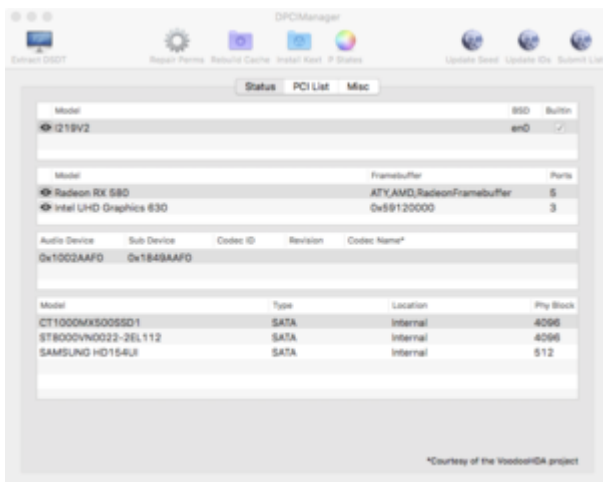 DPCIManager
Extract DSDT Repair Perms Rebuild Cache Install Kext P States Update Seed Update IDs Submit List
Status PCI List Misc
Model BSD Builtin
I219V2 en0
Model Framebuffer Ports
Radeon RX 580 ATY,AMD,RadeonFramebuffer 5
Intel UHD Graphics 630 0x59120000 3
Audio Device Sub Device Codec ID Revision Codec Name*
0x1002AAF0 0x1849AAF0
Model Type Location Phy Block
CT1000MX500SSD1 SATA Internal 4096
ST8000VN0022-2EL112 SATA Internal 4096
SAMSUNG HD154UI SATA Internal 512
*Courtesy of the VoodooHDA project